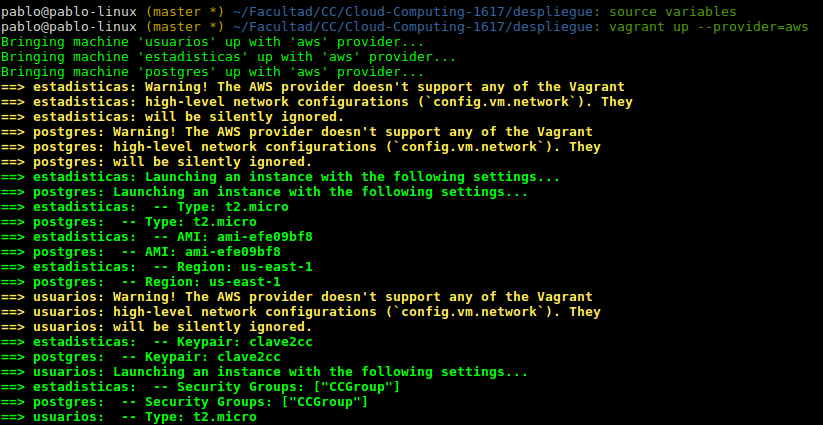 pablo@pablo-linux (master *) ~/Facultad/CC/Cloud-Computing-1617/despliegue: source variables
pablo@pablo-linux (master *) ~/Facultad/CC/Cloud-Computing-1617/despliegue: vagrant up --provider=aws
Bringing machine 'usuarios' up with 'aws' provider...
Bringing machine 'estadisticas' up with 'aws' provider...
Bringing machine 'postgres' up with 'aws' provider...
==> estadisticas: Warning! The AWS provider doesn't support any of the Vagrant
==> estadisticas: high-level network configurations (`config.vm.network`). They
==> estadisticas: will be silently ignored.
==> postgres: Warning! The AWS provider doesn't support any of the Vagrant
==> postgres: high-level network configurations (`config.vm.network`). They
==> postgres: will be silently ignored.
==> estadisticas: Launching an instance with the following settings...
==> postgres: Launching an instance with the following settings...
==> estadisticas:  -- Type: t2.micro
==> postgres:  -- Type: t2.micro
==> estadisticas:  -- AMI: ami-efe09bf8
==> postgres:  -- AMI: ami-efe09bf8
==> estadisticas:  -- Region: us-east-1
==> postgres:  -- Region: us-east-1
==> usuarios: Warning! The AWS provider doesn't support any of the Vagrant
==> usuarios: high-level network configurations (`config.vm.network`). They
==> usuarios: will be silently ignored.
==> estadisticas:  -- Keypair: clave2cc
==> postgres:  -- Keypair: clave2cc
==> usuarios: Launching an instance with the following settings...
==> estadisticas:  -- Security Groups: ["CCGroup"]
==> postgres:  -- Security Groups: ["CCGroup"]
==> usuarios:  -- Type: t2.micro